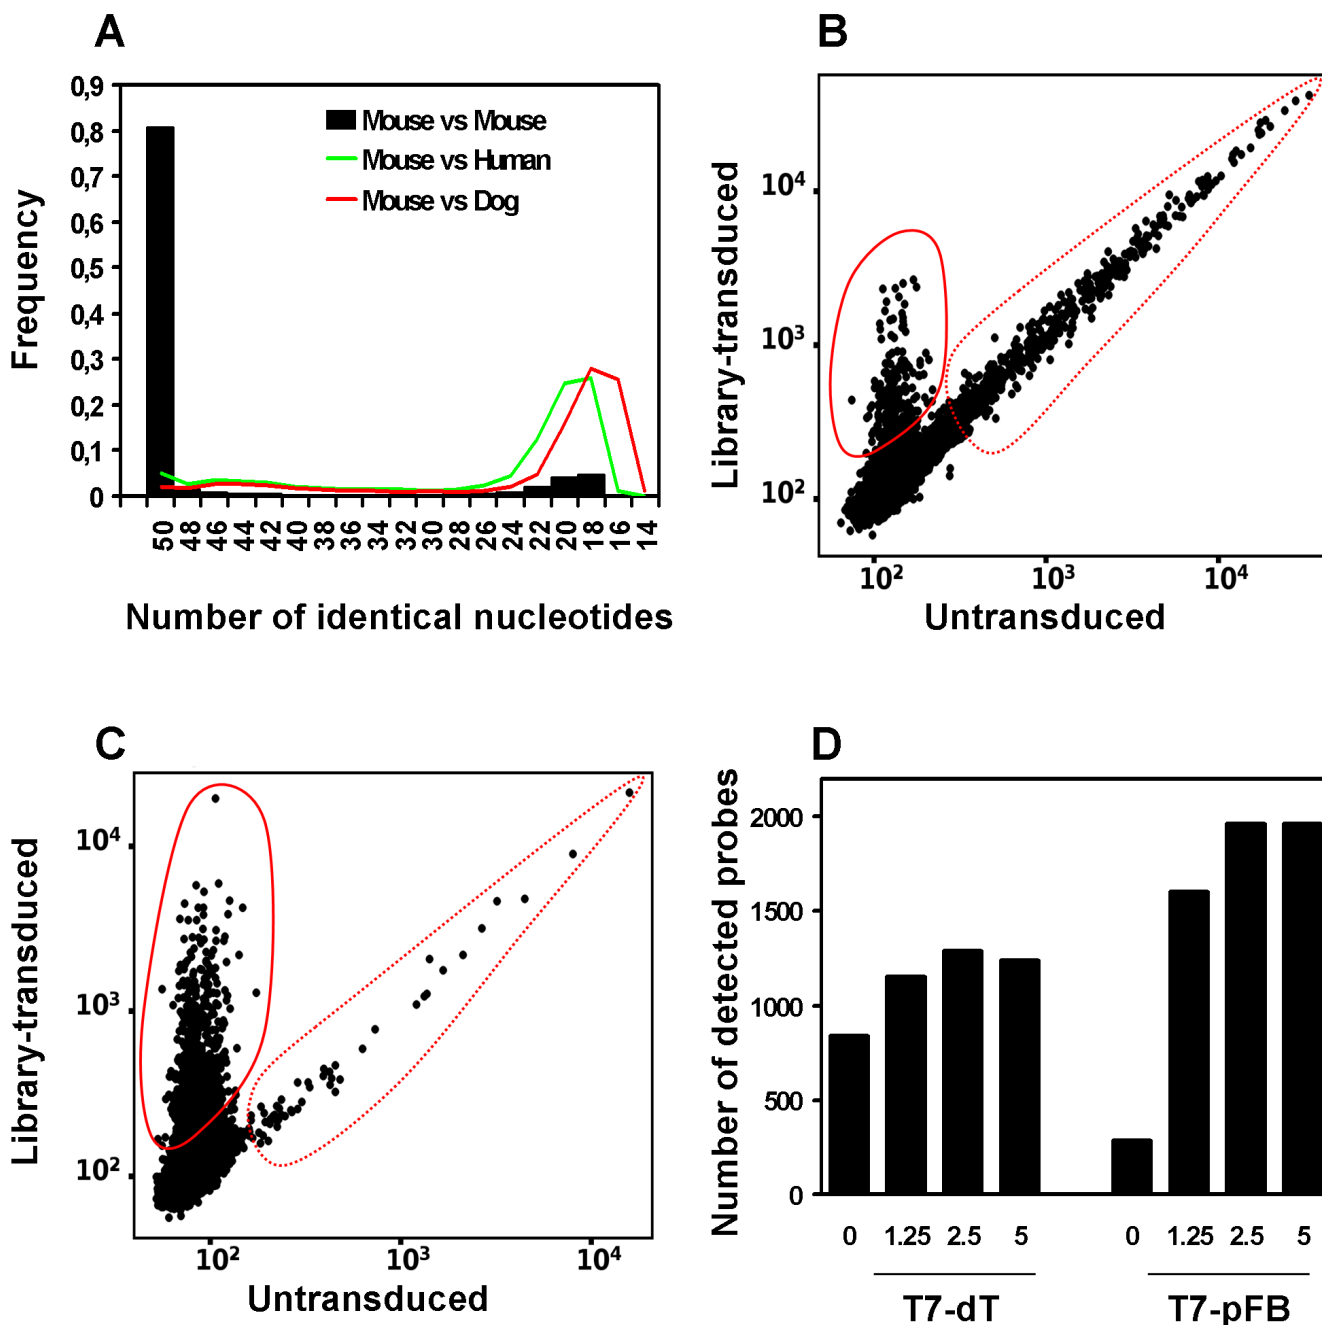 A
0,9
0,8
0,7
0,6
0,5
0,4
0,3
0,2
0,1
0
Frequency
Mouse vs Mouse
Mouse vs Human
Mouse vs Dog
50 48 46 44 42 40 38 36 34 32 30 28 26 24 22 20 18 16 14
Number of identical nucleotides
B
Library-transduced
10⁴
10³
10²
10² 10³ 10⁴
Untransduced
C
Library-transduced
10⁴
10³
10²
10² 10³ 10⁴
Untransduced
D
Number of detected probes
2000
1500
1000
500
0
0 1.25 2.5 5 0 1.25 2.5 5
T7-dT T7-pFB